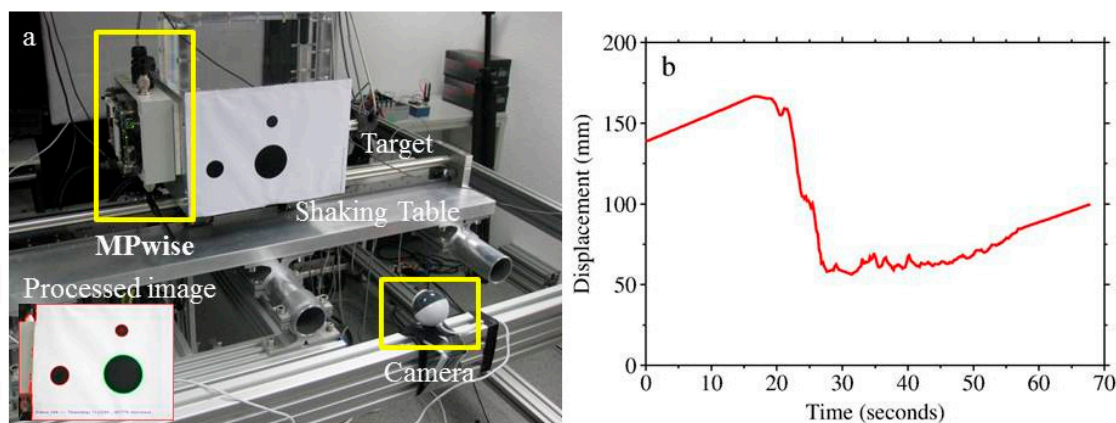 a
Target
Shaking Table
MPwise
Processed image
Camera
b
200
150
100
50
0
Displacement (mm)
0 10 20 30 40 50 60 70
Time (seconds)